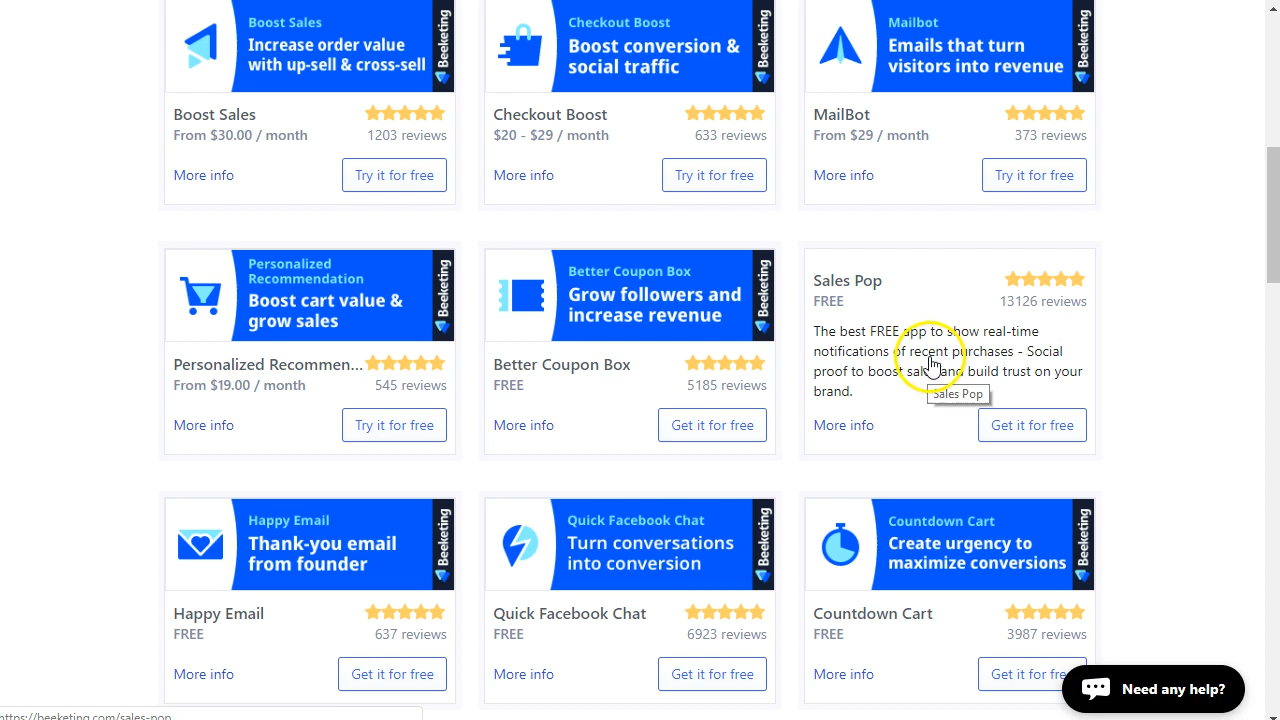 Boost Sales
Increase order value
with up-sell & cross-sell
Beeketing
Checkout Boost
Boost conversion &
social traffic
Beeketing
Mailbot
Emails that turn
visitors into revenue
Beeketing
Boost Sales
From $30.00 / month
1203 reviews
More info
Try it for free
Checkout Boost
$20 - $29 / month
633 reviews
More info
Try it for free
MailBot
From $29 / month
373 reviews
More info
Try it for free
Personalized
Recommendation
Boost cart value &
grow sales
Beeketing
Better Coupon Box
Grow followers and
increase revenue
Beeketing
Personalized Recommen...
From $19.00 / month
545 reviews
More info
Try it for free
Better Coupon Box
FREE
5185 reviews
More info
Get it for free
Sales Pop
FREE
13126 reviews
The best FREE app to show real-time
notifications of recent purchases - Social
proof to boost sales and build trust on your
brand.
Sales Pop
More info
Get it for free
Happy Email
Thank-you email
from founder
Beeketing
Quick Facebook Chat
Turn conversations
into conversion
Beeketing
Countdown Cart
Create urgency to
maximize conversions
Beeketing
Happy Email
FREE
637 reviews
More info
Get it for free
Quick Facebook Chat
FREE
6923 reviews
More info
Get it for free
Countdown Cart
FREE
3987 reviews
More info
Get it for free
Need any help?
https://beeketing.com/sales-pop